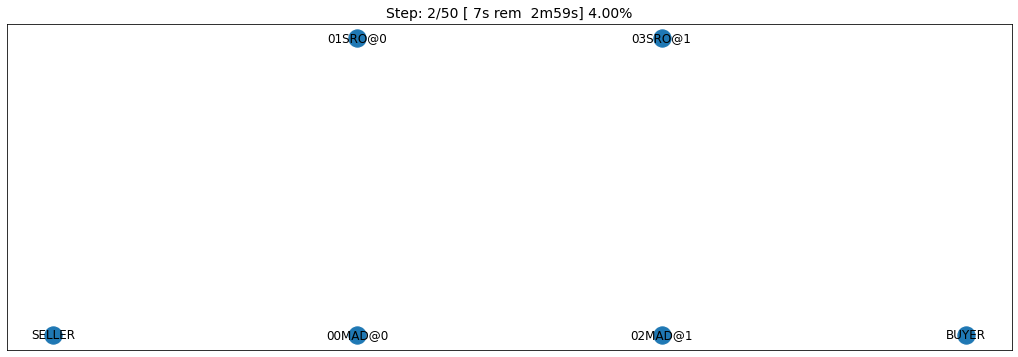 Step: 2/50 [ 7s rem  2m59s] 4.00%
01SRO@0 03SRO@1
SELLER 00MAD@0 02MAD@1 BUYER